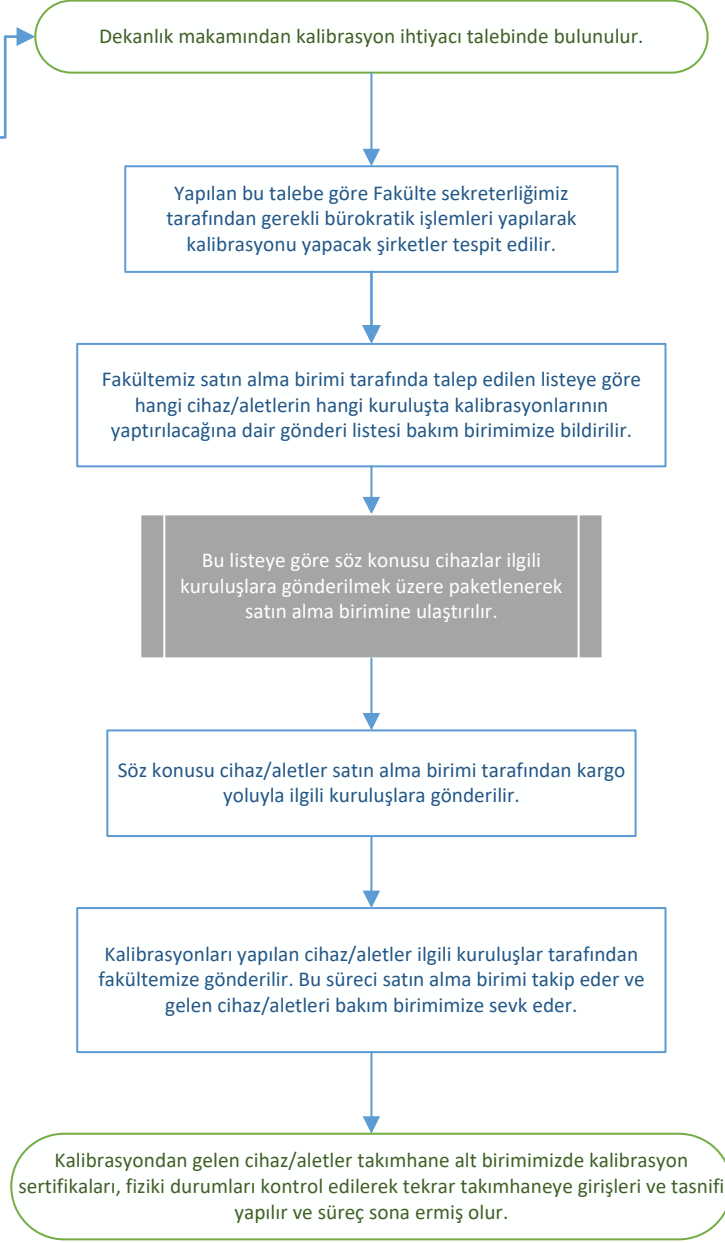 Dekanlık makamından kalibrasyon ihtiyacı talebinde bulunulur.
Yapılan bu talebe göre Fakülte sekreterliğimiz
tarafından gerekli bürokratik işlemleri yapılarak
kalibrasyonu yapacak şirketler tespit edilir.
Fakültemiz satın alma birimi tarafında talep edilen listeye göre
hangi cihaz/aletlerin hangi kuruluşta kalibrasyonlarının
yaptırılacağına dair gönderi listesi bakım birimimize bildirilir.
Bu listeye göre söz konusu cihazlar ilgili
kuruluşlara gönderilmek üzere paketlenerek
satın alma birimine ulaştırılır.
Söz konusu cihaz/aletler satın alma birimi tarafından kargo
yoluyla ilgili kuruluşlara gönderilir.
Kalibrasyonları yapılan cihaz/aletler ilgili kuruluşlar tarafından
fakültemize gönderilir. Bu süreci satın alma birimi takip eder ve
gelen cihaz/aletleri bakım birimimize sevk eder.
Kalibrasyondan gelen cihaz/aletler takımhane alt birimimizde kalibrasyon
sertifikaları, fiziki durumları kontrol edilerek tekrar takımhaneye girişleri ve tasnifi
yapılır ve süreç sona ermiş olur.